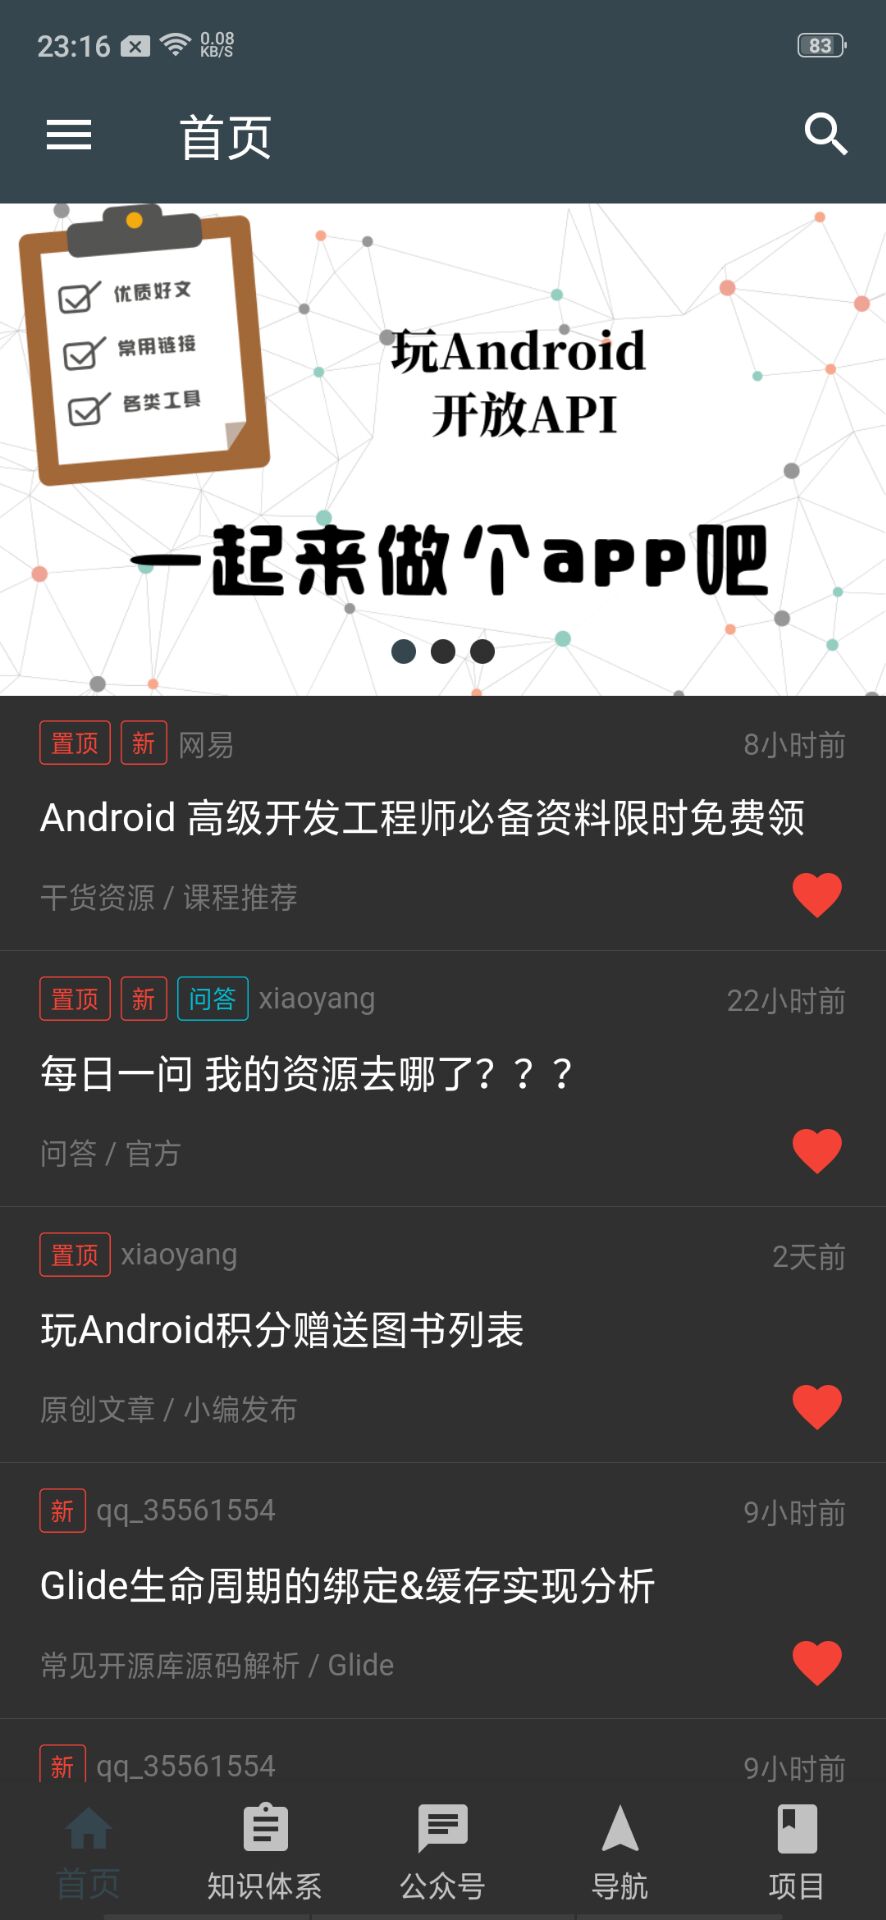 23:16 0.08 KB/S 83
首页
优质好文
常用链接
各类工具
玩Android
开放API
一起来做个app吧
置顶 新 网易 8小时前
Android 高级开发工程师必备资料限时免费领
干货资源 / 课程推荐
置顶 新 问答 xiaoyang 22小时前
每日一问 我的资源去哪了？？？
问答 / 官方
置顶 xiaoyang 2天前
玩Android积分赠送图书列表
原创文章 / 小编发布
新 qq_35561554 9小时前
Glide生命周期的绑定&缓存实现分析
常见开源库源码解析 / Glide
新 qq_35561554 9小时前
首页 知识体系 公众号 导航 项目